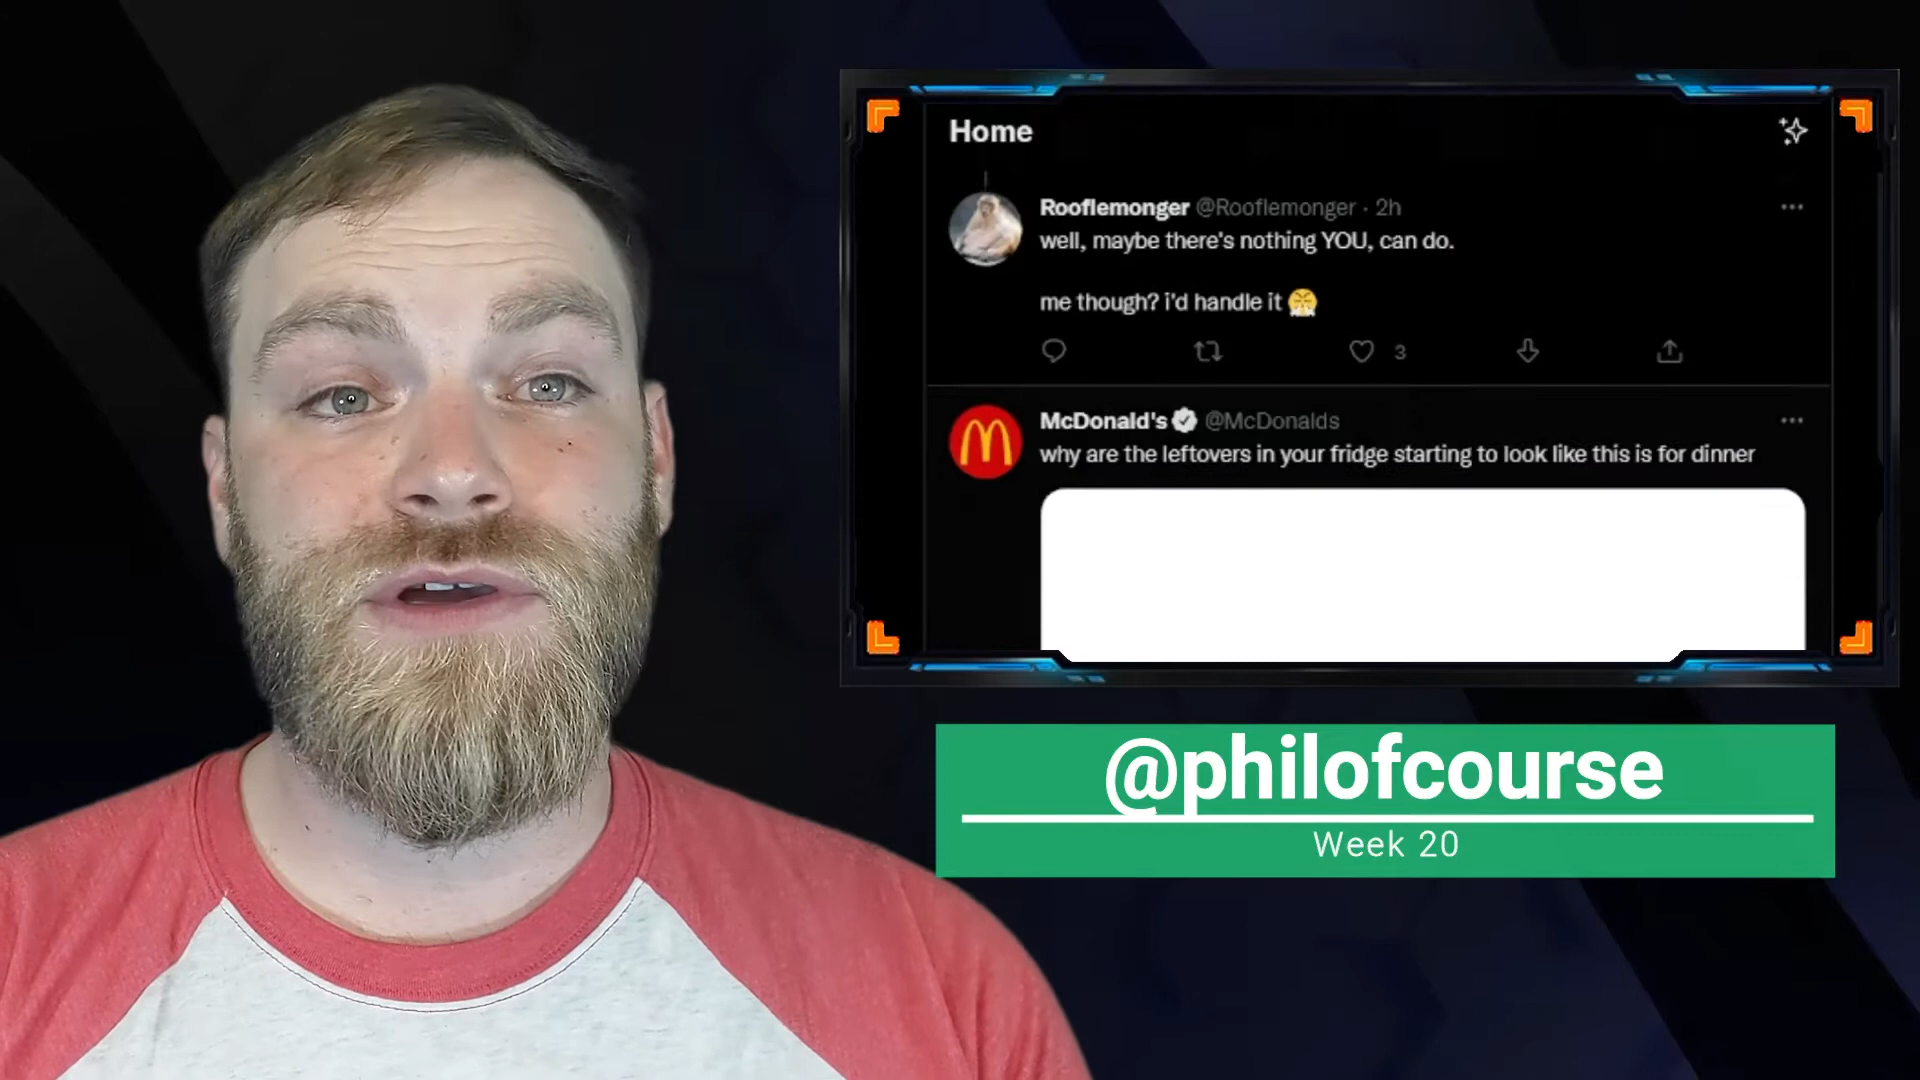 Home
Rooflemonger @Rooflemonger · 2h
well, maybe there's nothing YOU, can do.
me though? i'd handle it 😤
3
McDonald's @McDonalds
why are the leftovers in your fridge starting to look like this is for dinner
@philofcourse
Week 20